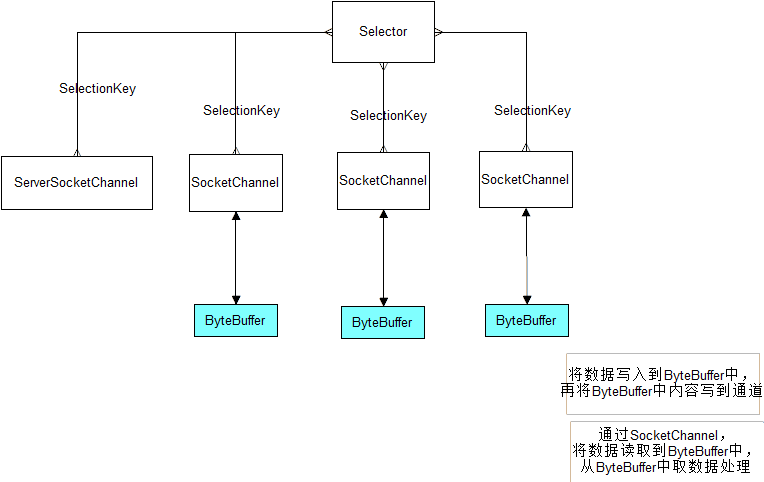 Selector
SelectionKey
SelectionKey
SelectionKey
SelectionKey
ServerSocketChannel
SocketChannel
SocketChannel
SocketChannel
ByteBuffer
ByteBuffer
ByteBuffer
将数据写入到ByteBuffer中，
再将ByteBuffer中内容写到通道
通过SocketChannel，
将数据读取到ByteBuffer中，
从ByteBuffer中取数据处理